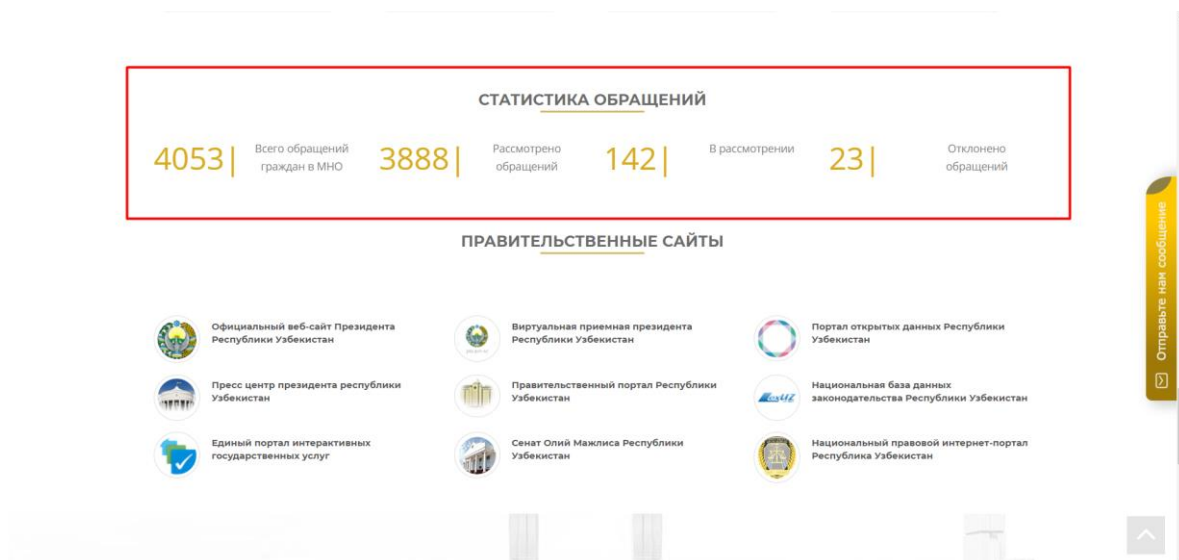 СТАТИСТИКА ОБРАЩЕНИЙ
4053| Всего обращений граждан в МНО
3888| Рассмотрено обращений
142| В рассмотрении
23| Отклонено обращений
ПРАВИТЕЛЬСТВЕННЫЕ САЙТЫ
Официальный веб-сайт Президента
Республики Узбекистан
Виртуальная приемная президента
Республики Узбекистан
Портал открытых данных Республики
Узбекистан
Пресс центр президента республики
Узбекистан
Правительственный портал Республики
Узбекистан
LexUZ
Национальная база данных
законодательства Республики Узбекистан
Единый портал интерактивных
государственных услуг
Сенат Олий Мажлиса Республики
Узбекистан
Национальный правовой интернет-портал
Республика Узбекистан
Отправьте нам сообщение